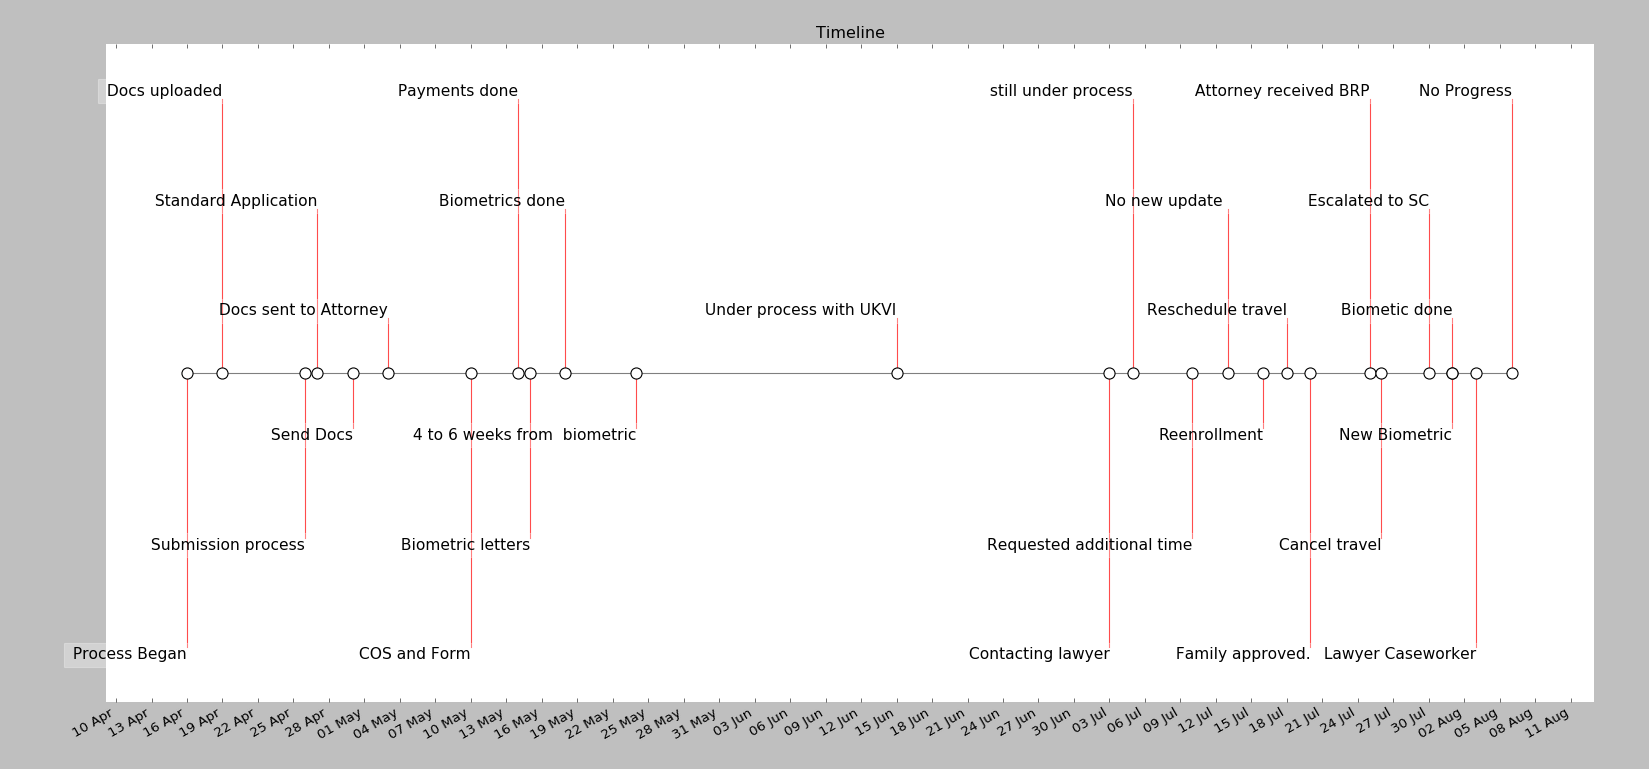 Timeline
Docs uploaded
Payments done
still under process
Attorney received BRP
No Progress
Standard Application
Biometrics done
No new update
Escalated to SC
Docs sent to Attorney
Under process with UKVI
Reschedule travel
Biometic done
Send Docs
4 to 6 weeks from  biometric
Reenrollment
New Biometric
Submission process
Biometric letters
Requested additional time
Cancel travel
Process Began
COS and Form
Contacting lawyer
Family approved.
Lawyer Caseworker
10 Apr
13 Apr
16 Apr
19 Apr
22 Apr
25 Apr
28 Apr
01 May
04 May
07 May
10 May
13 May
16 May
19 May
22 May
25 May
28 May
31 May
03 Jun
06 Jun
09 Jun
12 Jun
15 Jun
18 Jun
21 Jun
24 Jun
27 Jun
30 Jun
03 Jul
06 Jul
09 Jul
12 Jul
15 Jul
18 Jul
21 Jul
24 Jul
27 Jul
30 Jul
02 Aug
05 Aug
08 Aug
11 Aug